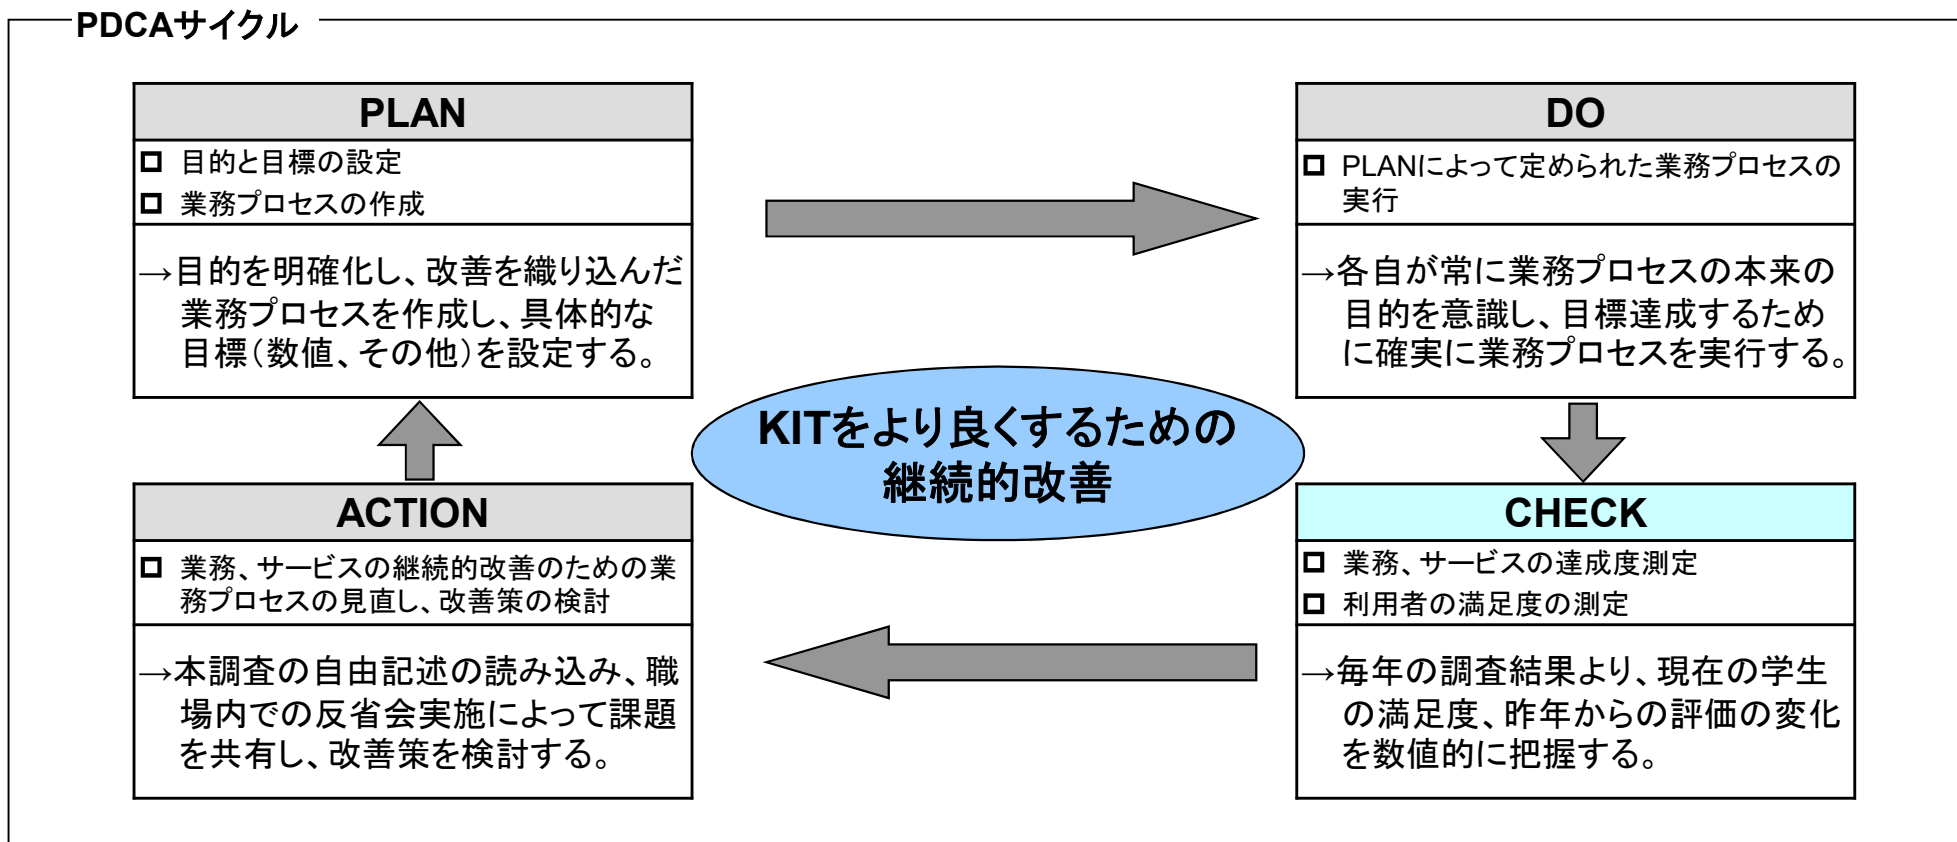 PDCAサイクル
PLAN
目的と目標の設定
業務プロセスの作成
→目的を明確化し、改善を織り込んだ
業務プロセスを作成し、具体的な
目標（数値、その他）を設定する。
DO
PLANによって定められた業務プロセスの
実行
→各自が常に業務プロセスの本来の
目的を意識し、目標達成するため
に確実に業務プロセスを実行する。
KITをより良くするための
継続的改善
ACTION
業務、サービスの継続的改善のための業
務プロセスの見直し、改善策の検討
→本調査の自由記述の読み込み、職
場内での反省会実施によって課題
を共有し、改善策を検討する。
CHECK
業務、サービスの達成度測定
利用者の満足度の測定
→毎年の調査結果より、現在の学生
の満足度、昨年からの評価の変化
を数値的に把握する。